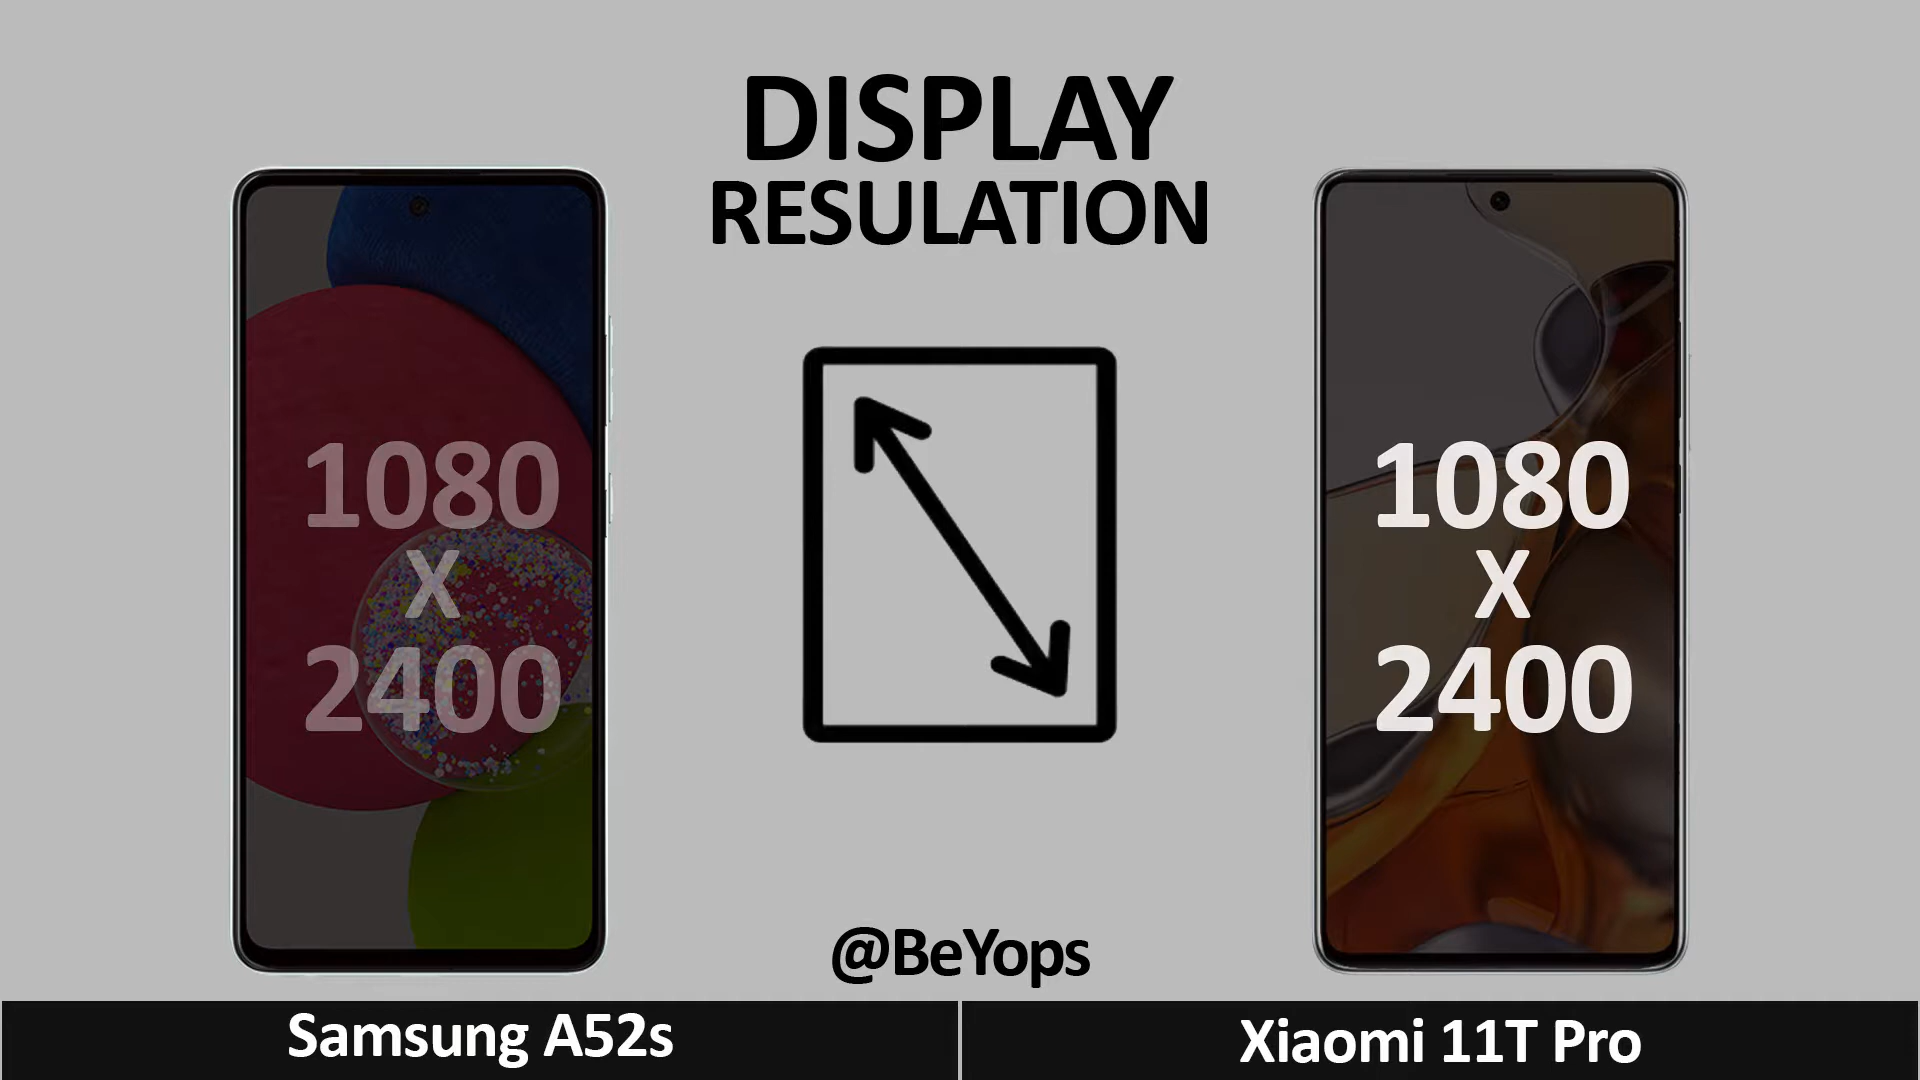 DISPLAY
RESULATION
1080
X
2400
1080
X
2400
@BeYops
Samsung A52s
Xiaomi 11T Pro